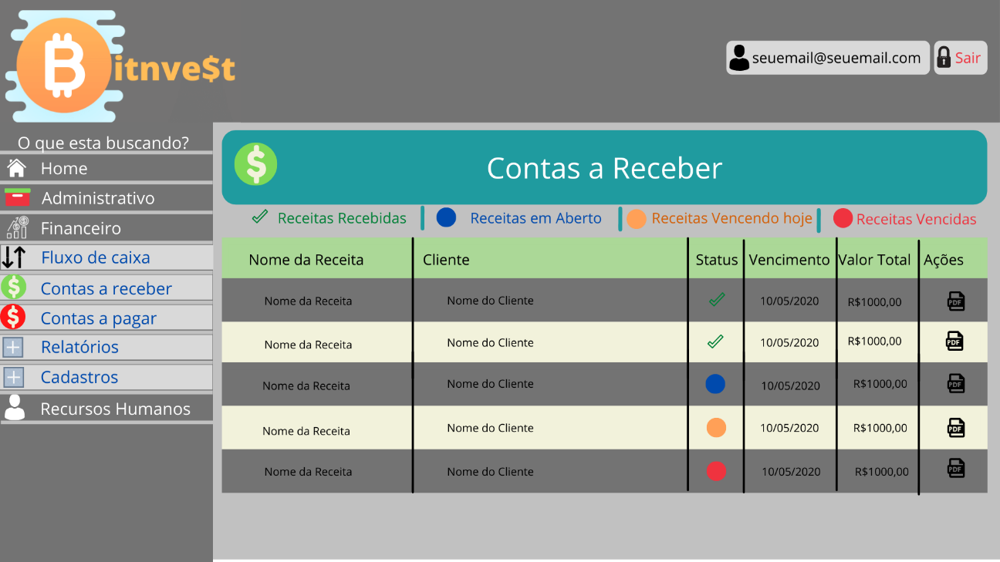 Bitnve$t
seuemail@seuemail.com
Sair
O que esta buscando?
Home
Administrativo
Financeiro
Fluxo de caixa
Contas a receber
Contas a pagar
Relatórios
Cadastros
Recursos Humanos
Contas a Receber
Receitas Recebidas
Receitas em Aberto
Receitas Vencendo hoje
Receitas Vencidas
Nome da Receita Cliente Status Vencimento Valor Total Ações
Nome da Receita Nome do Cliente 10/05/2020 R$1000,00 PDF
Nome da Receita Nome do Cliente 10/05/2020 R$1000,00 PDF
Nome da Receita Nome do Cliente 10/05/2020 R$1000,00 PDF
Nome da Receita Nome do Cliente 10/05/2020 R$1000,00 PDF
Nome da Receita Nome do Cliente 10/05/2020 R$1000,00 PDF